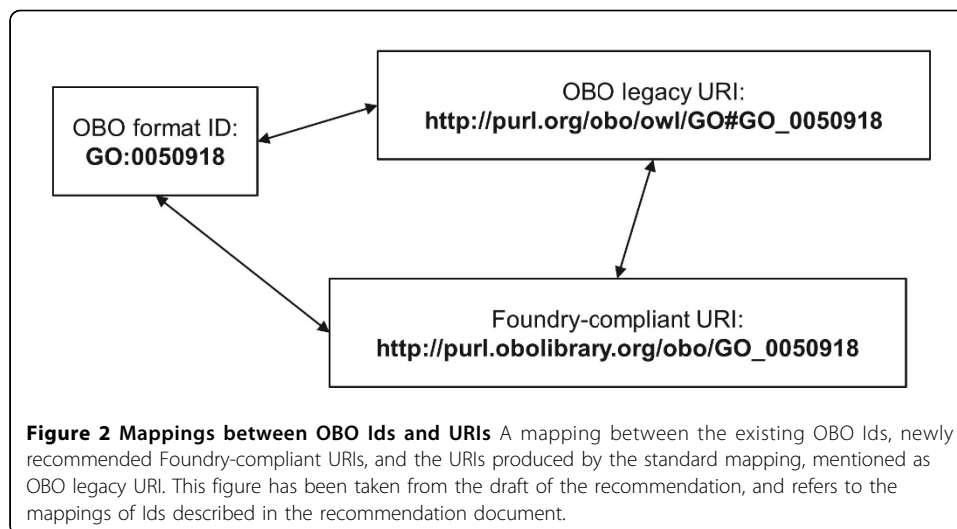 OBO format ID:
GO:0050918
OBO legacy URI:
http://purl.org/obo/owl/GO#GO_0050918
Foundry-compliant URI:
http://purl.obolibrary.org/obo/GO_0050918
Figure 2 Mappings between OBO Ids and URIs A mapping between the existing OBO Ids, newly
recommended Foundry-compliant URIs, and the URIs produced by the standard mapping, mentioned as
OBO legacy URI. This figure has been taken from the draft of the recommendation, and refers to the
mappings of Ids described in the recommendation document.